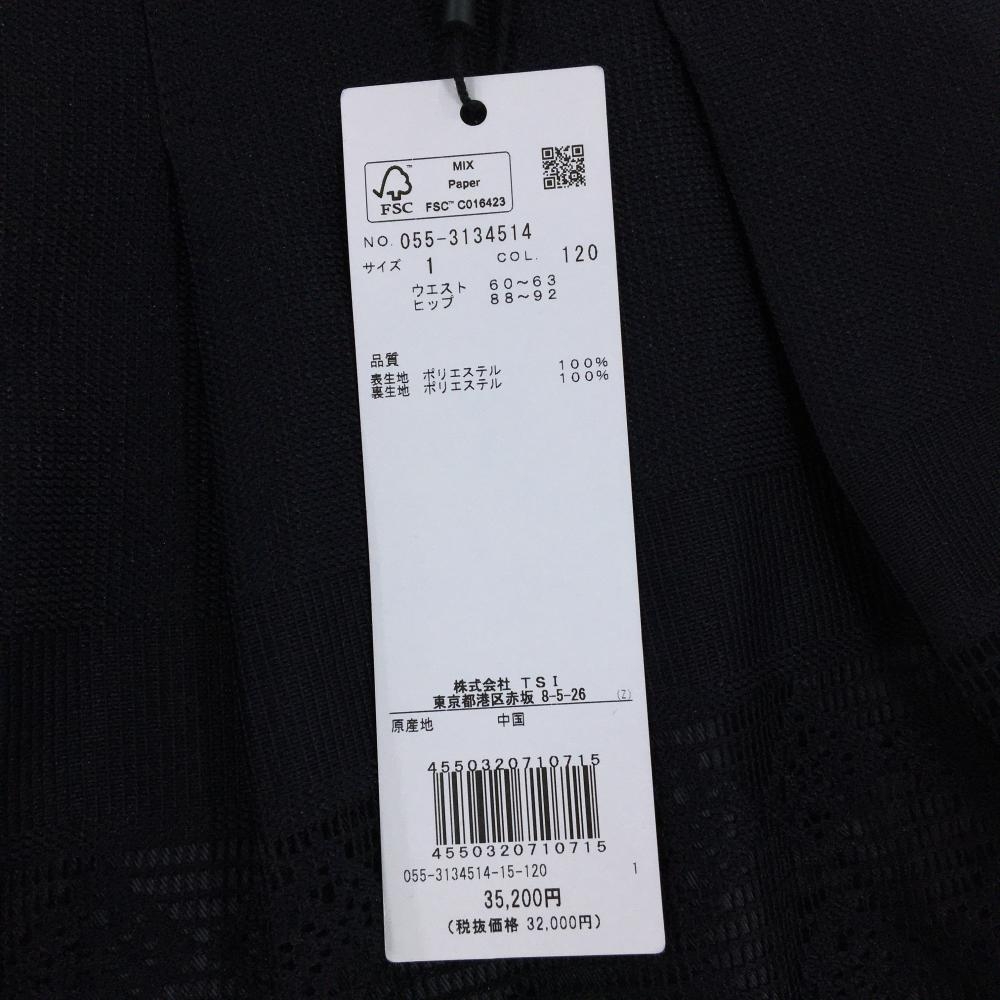 MIX
Paper
FSC™ C016423
FSC
NO. 055-3134514
サイズ 1 COL. 120
ウエスト 60～63
ヒップ 88～92
品質
表生地 ポリエステル 100%
裏生地 ポリエステル 100%
株式会社 TSI
東京都港区赤坂 8-5-26 (Z)
原産地 中国
4550320710715
4550320710715
055-3134514-15-120 1
35,200円
(税抜価格 32,000円)